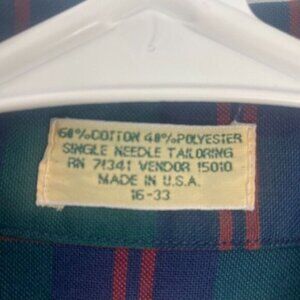 60%COTTON 40%POLYESTER
SINGLE NEEDLE TAILORING
RN 71341 VENDOR 15010
MADE IN U.S.A.
16-33